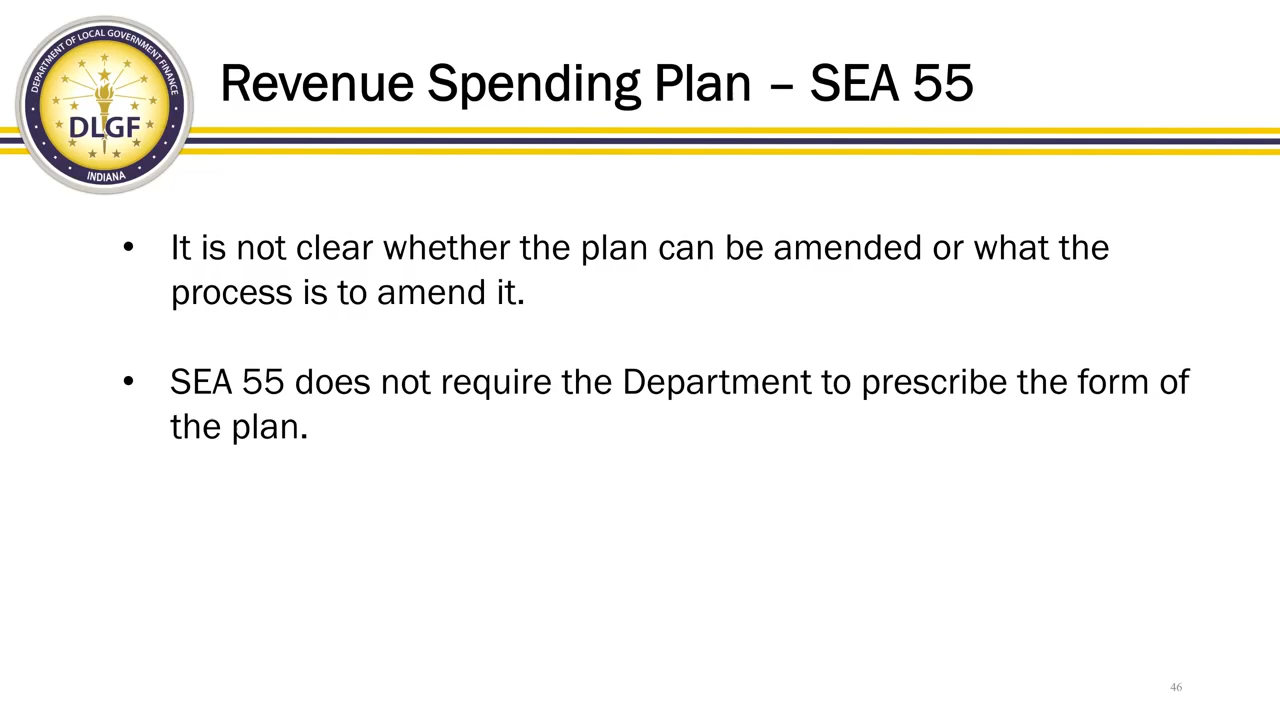 DEPARTMENT OF LOCAL GOVERNMENT FINANCE
DLGF
INDIANA
Revenue Spending Plan – SEA 55
• It is not clear whether the plan can be amended or what the
process is to amend it.
• SEA 55 does not require the Department to prescribe the form of
the plan.
46